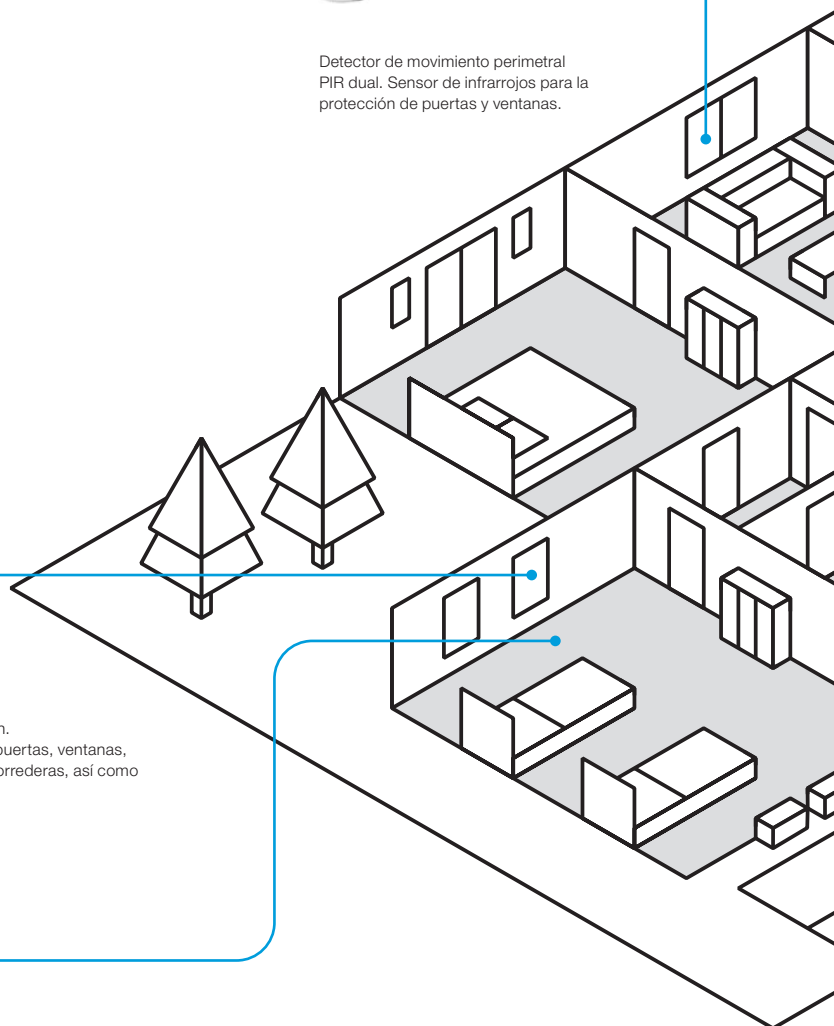 Detector de movimiento perimetral
PIR dual. Sensor de infrarrojos para la
protección de puertas y ventanas.
puertas, ventanas,
así como